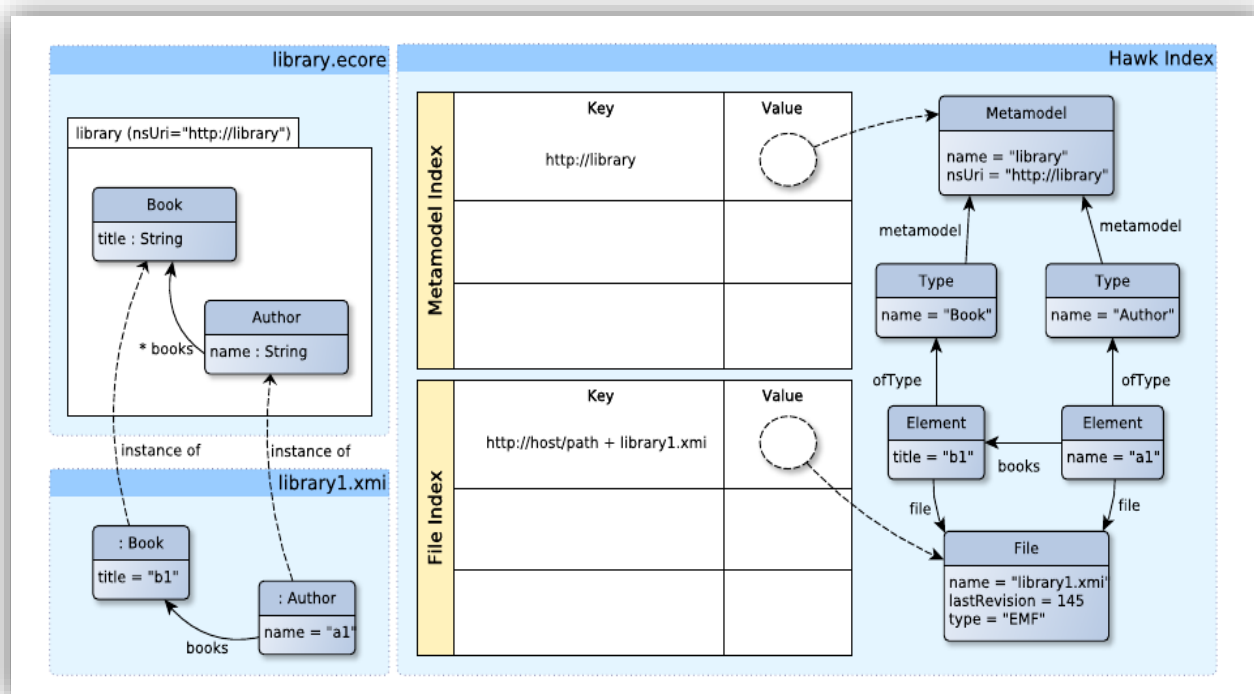 library.ecore
library (nsUri="http://library")
Book
title : String
Author
name : String
* books
instance of
instance of
library1.xmi
: Book
title = "b1"
: Author
name = "a1"
books
Hawk Index
Metamodel Index
Key
Value
http://library
File Index
Key
Value
http://host/path + library1.xmi
Metamodel
name = "library"
nsUri = "http://library"
metamodel
metamodel
Type
name = "Book"
Type
name = "Author"
ofType
ofType
Element
title = "b1"
Element
name = "a1"
books
file
file
File
name = "library1.xmi"
lastRevision = 145
type = "EMF"